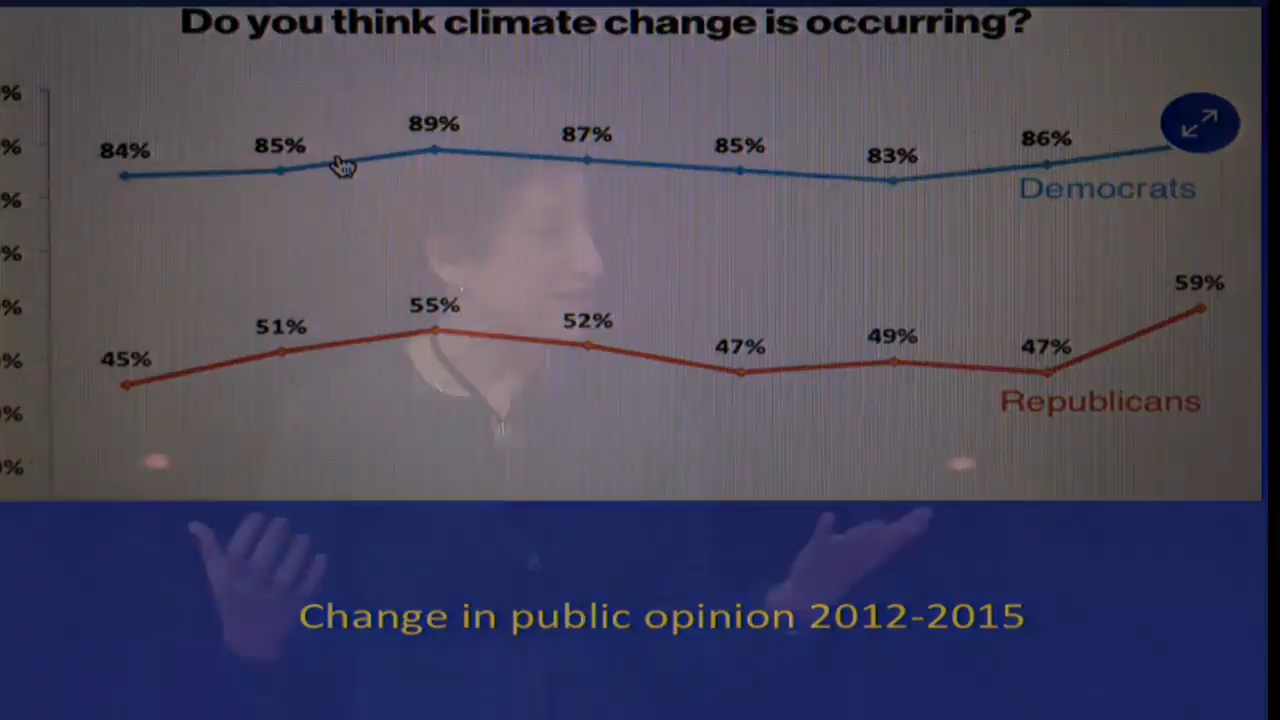 Do you think climate change is occurring?
%
%
%
%
%
%
%
%
84% 85% 89% 87% 85% 83% 86%
Democrats
45% 51% 55% 52% 47% 49% 47% 59%
Republicans
Change in public opinion 2012-2015